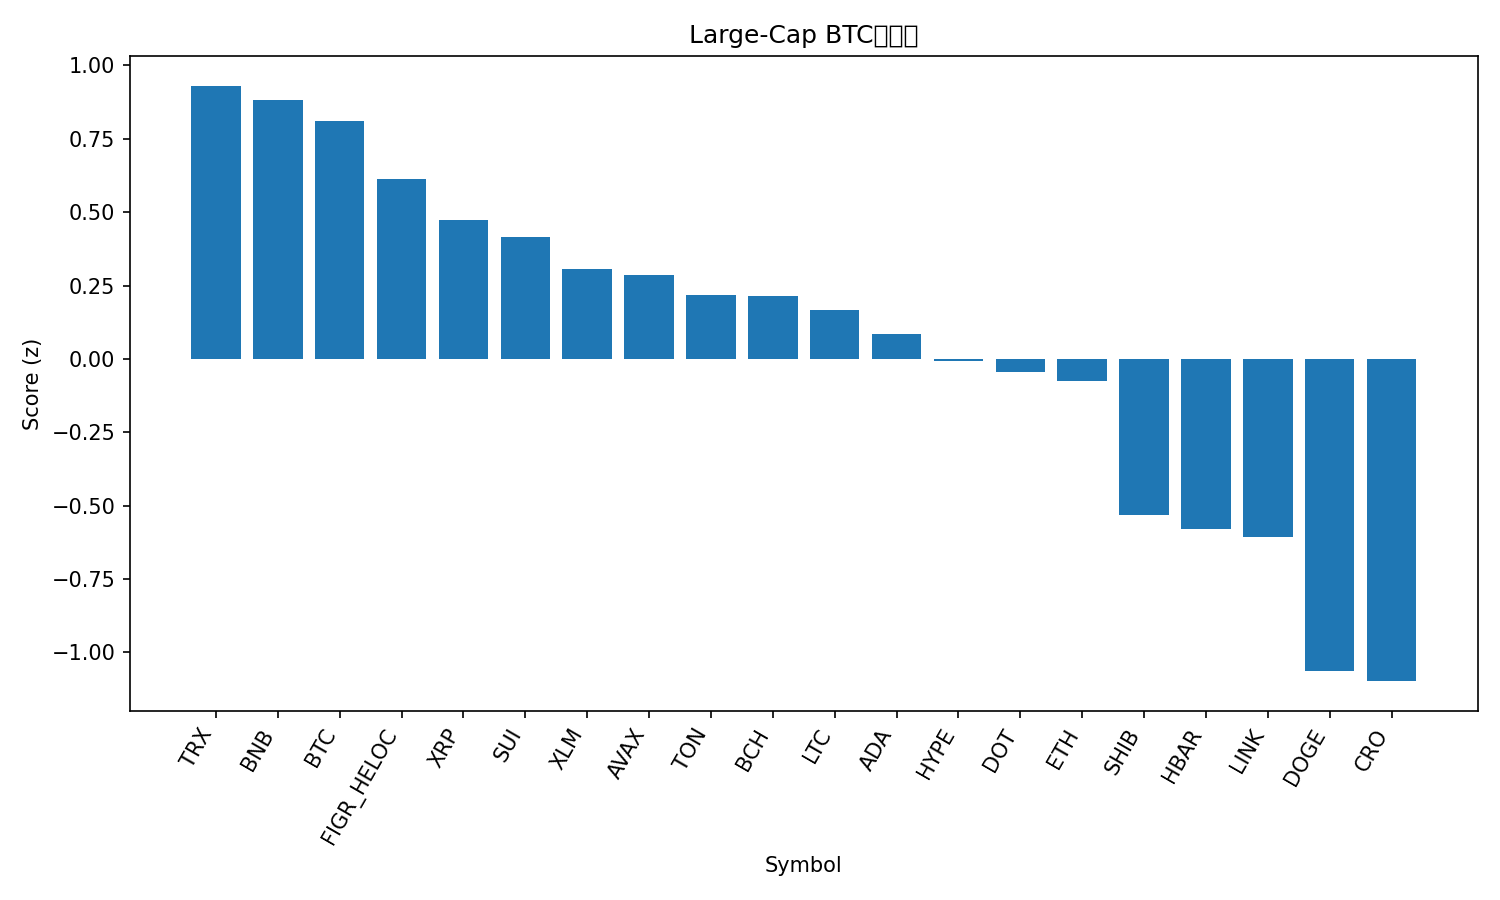 Large-Cap BTC
1.00
0.75
0.50
0.25
0.00
−0.25
−0.50
−0.75
−1.00
Score (z)
TRX
BNB
BTC
FIGR_HELOC
XRP
SUI
XLM
AVAX
TON
BCH
LTC
ADA
HYPE
DOT
ETH
SHIB
HBAR
LINK
DOGE
CRO
Symbol